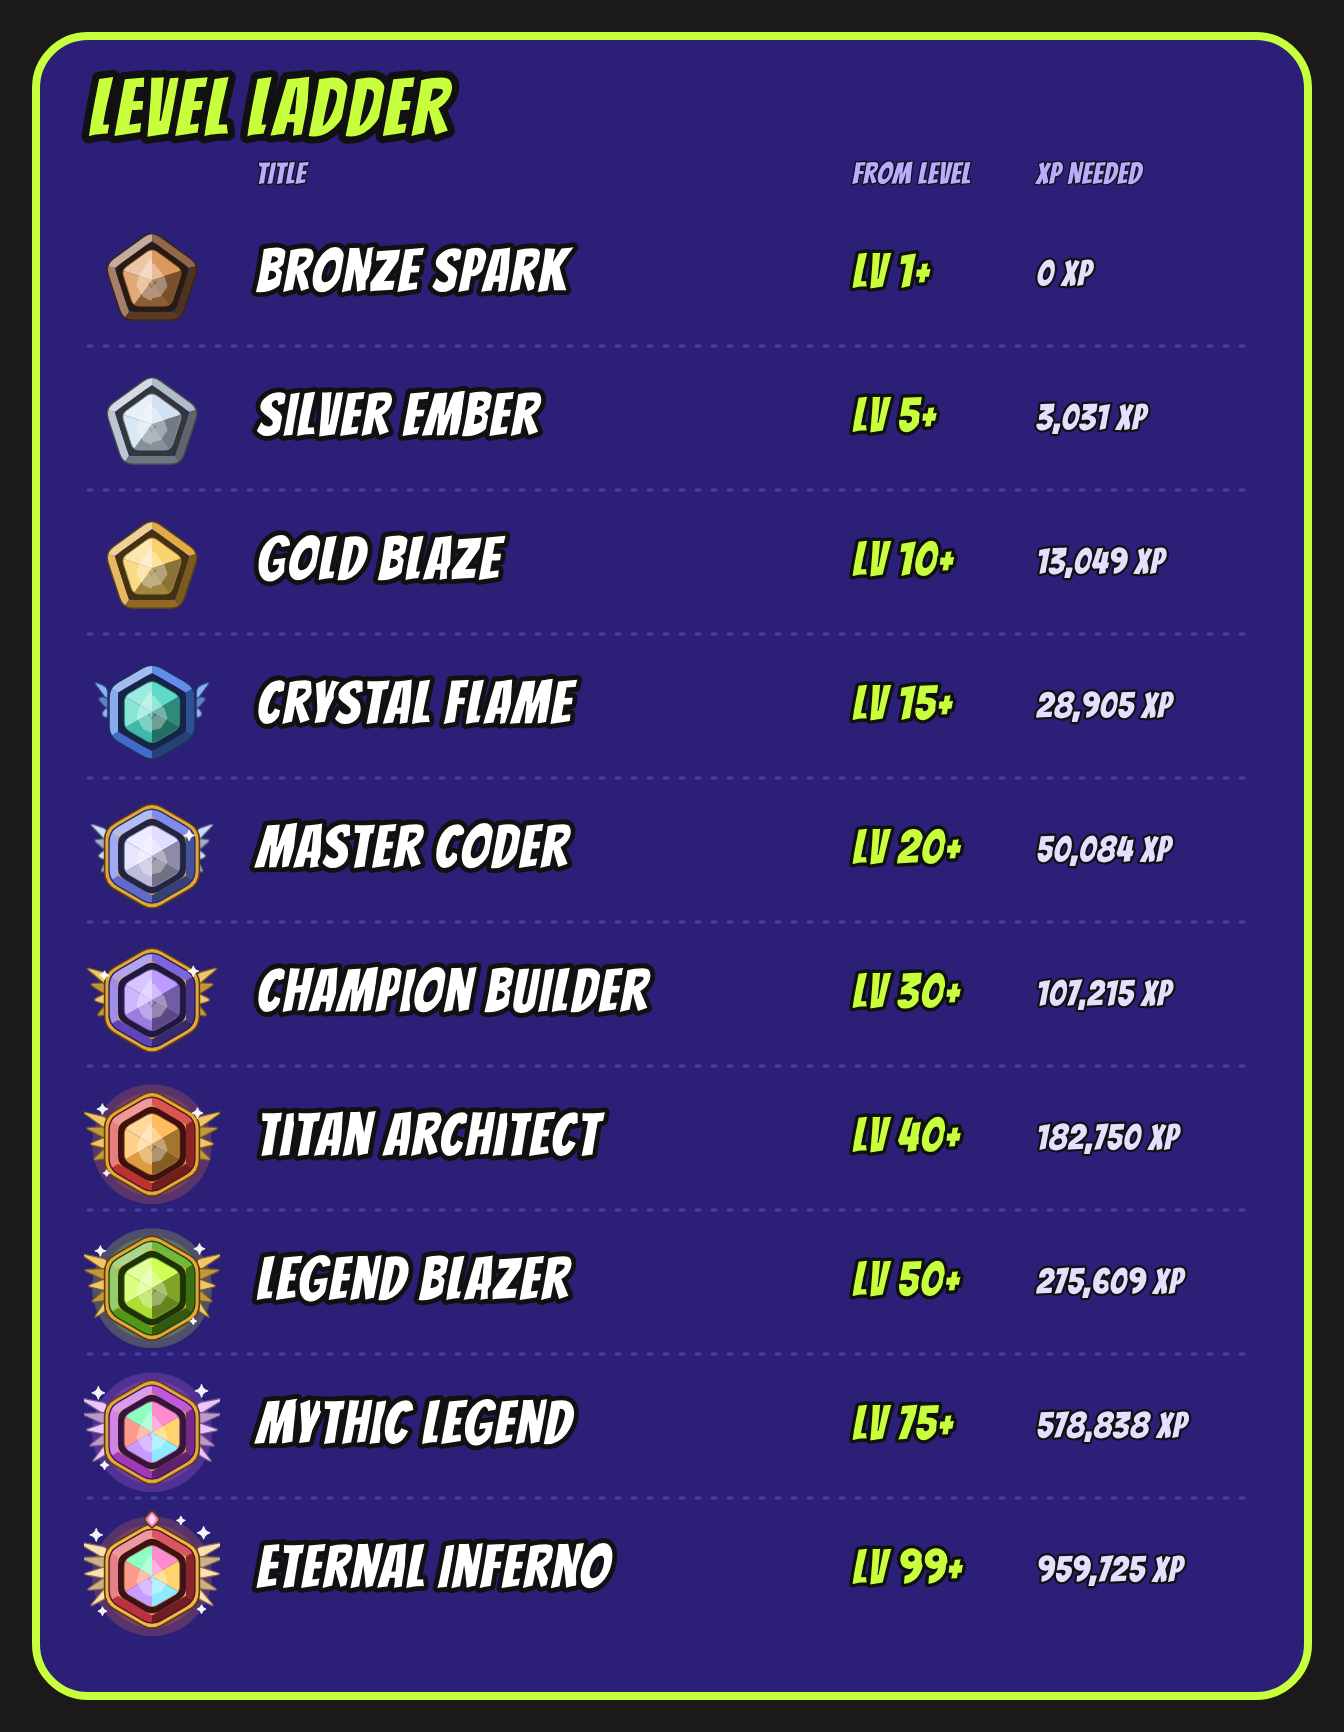 LEVEL LADDER
TITLE FROM LEVEL XP NEEDED
BRONZE SPARK LV 1+ 0 XP
SILVER EMBER LV 5+ 3,031 XP
GOLD BLAZE LV 10+ 13,049 XP
CRYSTAL FLAME LV 15+ 28,905 XP
MASTER CODER LV 20+ 50,084 XP
CHAMPION BUILDER LV 30+ 107,215 XP
TITAN ARCHITECT LV 40+ 182,750 XP
LEGEND BLAZER LV 50+ 275,609 XP
MYTHIC LEGEND LV 75+ 578,838 XP
ETERNAL INFERNO LV 99+ 959,725 XP